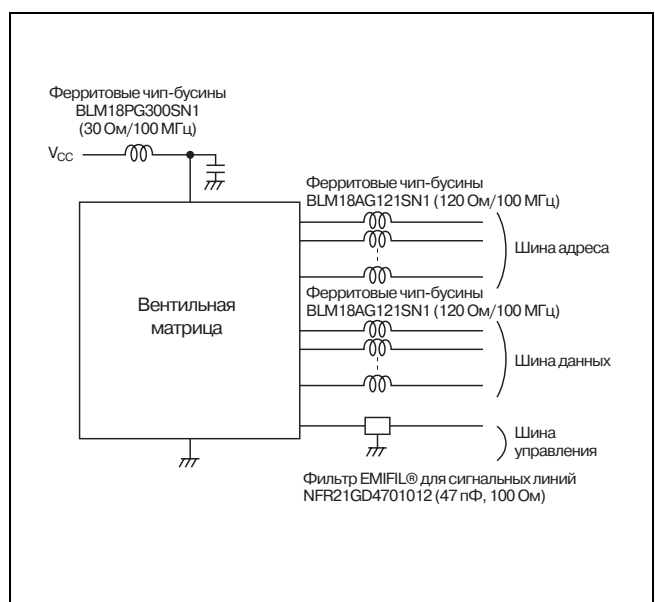 Ферритовые чип-бусины
BLM18PG300SN1
(30 Ом/100 МГц)
VCC
Ферритовые чип-бусины
BLM18AG121SN1 (120 Ом/100 МГц)
Шина адреса
Вентильная
матрица
Ферритовые чип-бусины
BLM18AG121SN1 (120 Ом/100 МГц)
Шина данных
Шина
управления
Фильтр EMIFIL® для сигнальных линий
NFR21GD4701012 (47 пФ, 100 Ом)